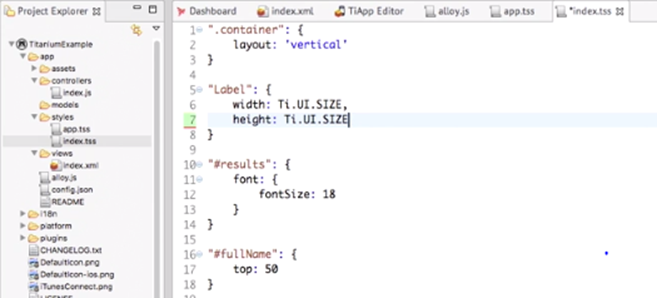 Project Explorer
TitaniumExample
app
assets
controllers
index.js
models
styles
app.tss
index.tss
views
index.xml
alloy.js
config.json
README
i18n
platform
plugins
CHANGELOG.txt
DefaultIcon.png
DefaultIcon-ios.png
iTunesConnect.png
LICENSE
Dashboard index.xml TiApp Editor alloy.js app.tss *index.tss
1 ".container": {
2 layout: 'vertical'
3 }
4
5 "Label": {
6 width: Ti.UI.SIZE,
7 height: Ti.UI.SIZE
8 }
9
10 "#results": {
11 font: {
12 fontSize: 18
13 }
14 }
15
16 "#fullName": {
17 top: 50
18 }